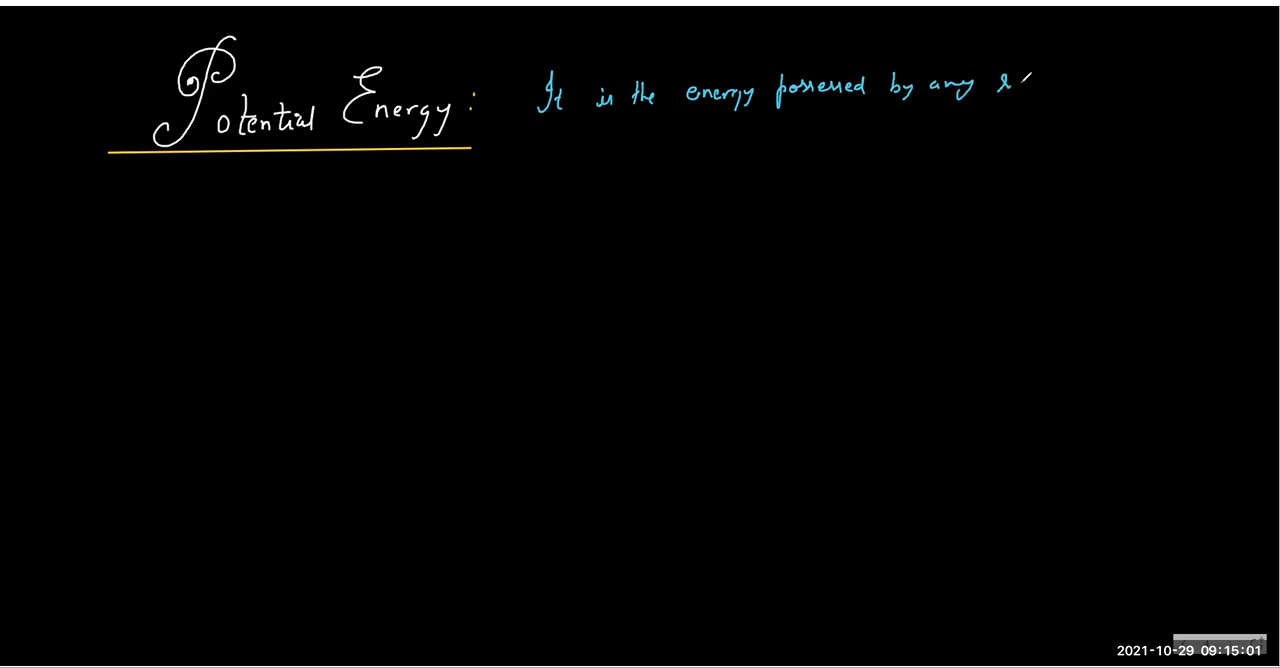 Potential Energy : It is the energy possessed by any
2021-10-29 09:15:01